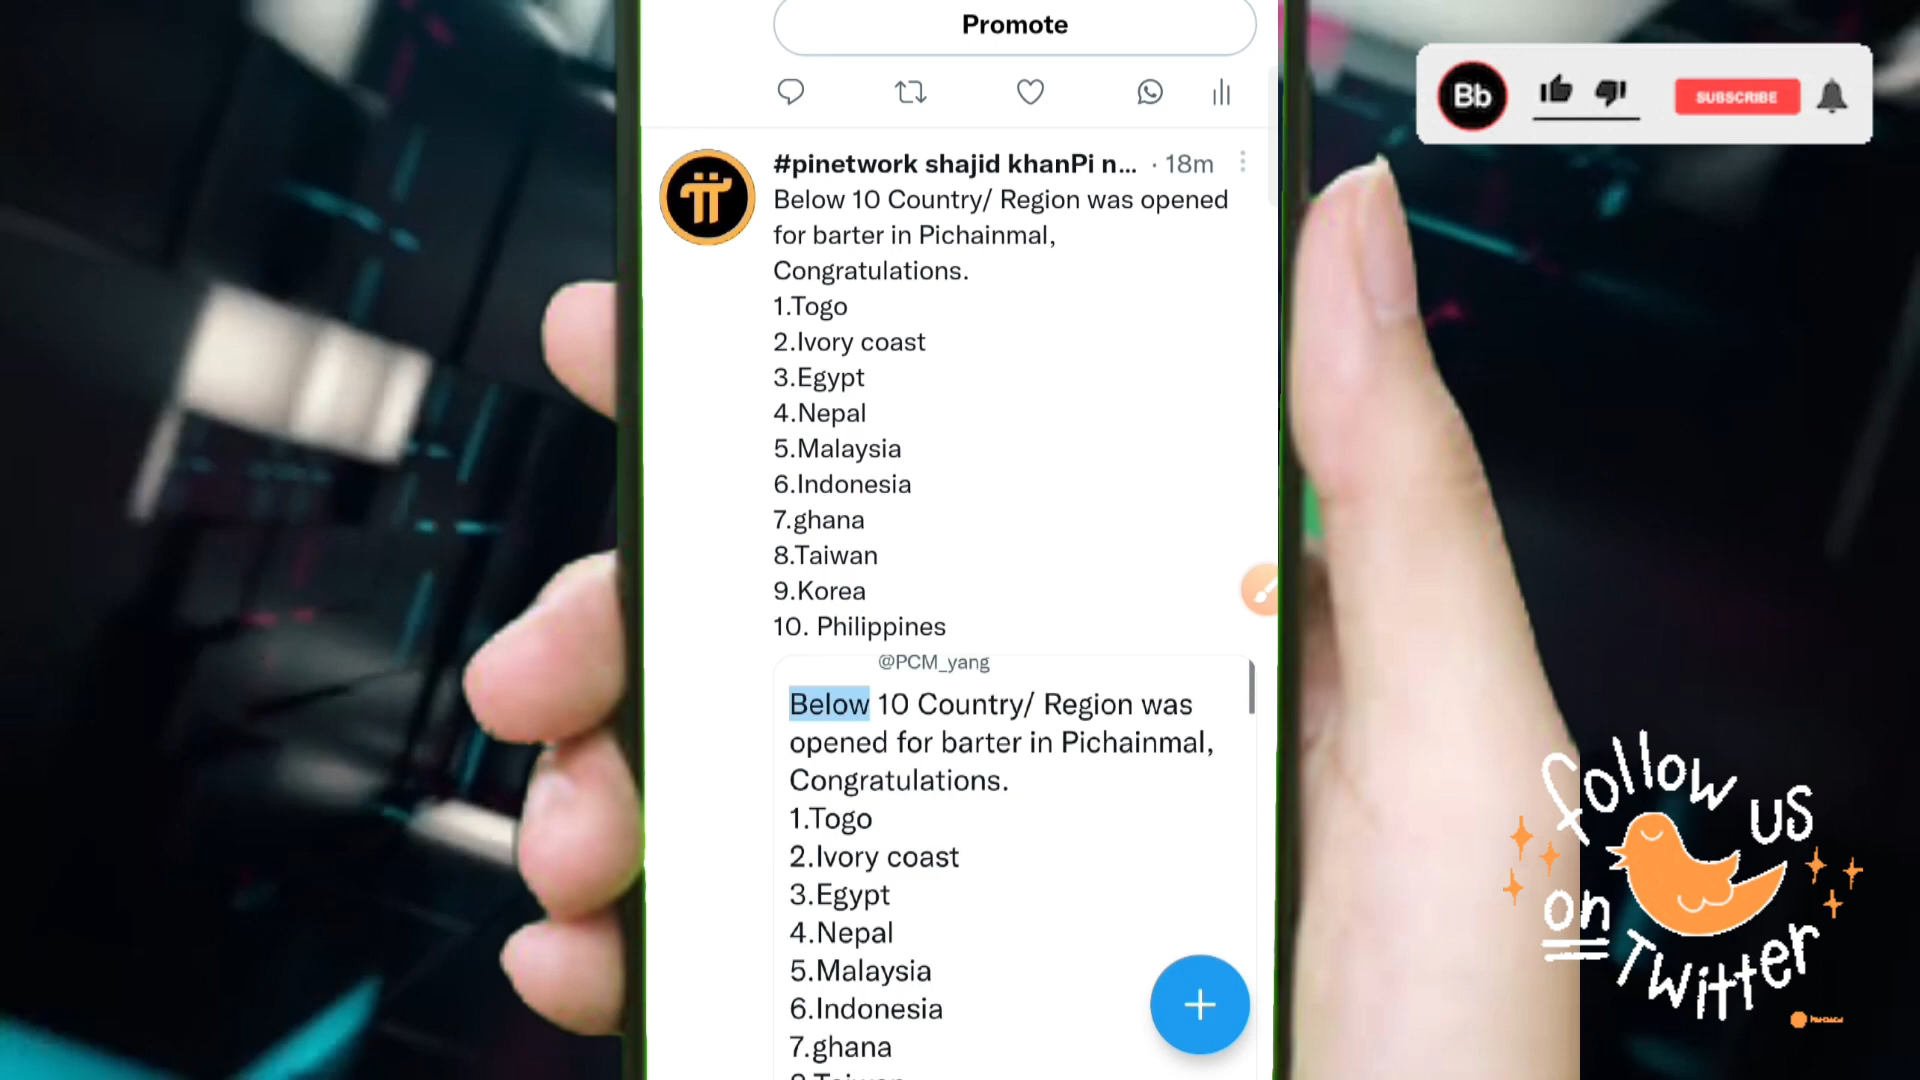 Promote
Bb
SUBSCRIBE
#pinetwork shajid khanPi n... · 18m
Below 10 Country/ Region was opened
for barter in Pichainmal,
Congratulations.
1.Togo
2.Ivory coast
3.Egypt
4.Nepal
5.Malaysia
6.Indonesia
7.ghana
8.Taiwan
9.Korea
10. Philippines
@PCM_yang
Below 10 Country/ Region was
opened for barter in Pichainmal,
Congratulations.
1.Togo
2.Ivory coast
3.Egypt
4.Nepal
5.Malaysia
6.Indonesia
7.ghana
follow us
on
Twitter